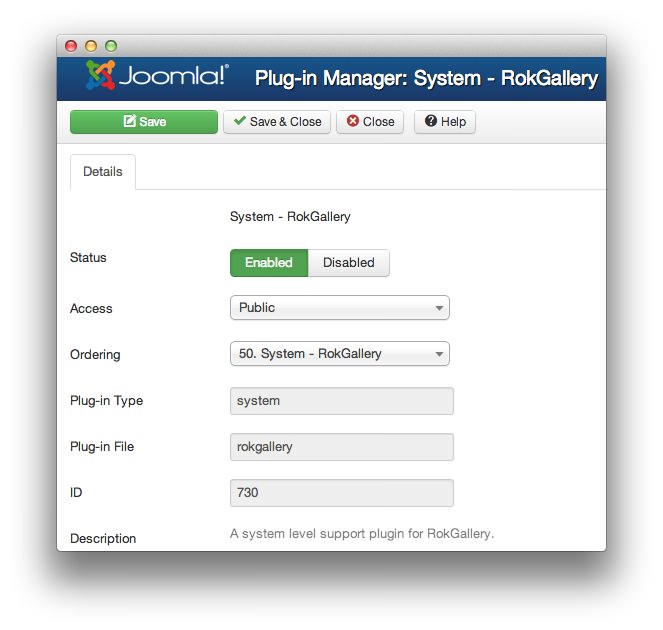 Joomla!® Plug-in Manager: System - RokGallery
Save Save & Close Close Help
Details
System - RokGallery
Status Enabled Disabled
Access Public
Ordering 50. System - RokGallery
Plug-in Type system
Plug-in File rokgallery
ID 730
Description A system level support plugin for RokGallery.